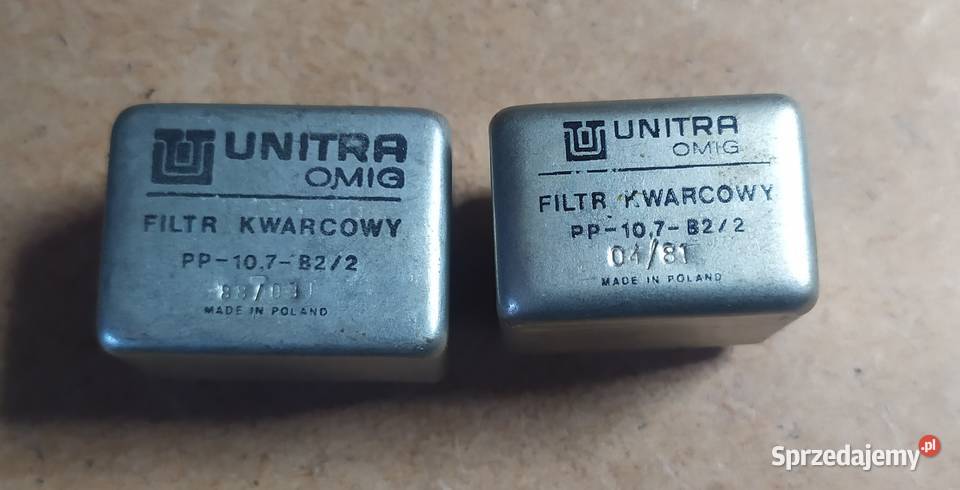 UNITRA
OMIG
FILTR KWARCOWY
PP-10,7-B2/2
MADE IN POLAND
UNITRA
OMIG
FILTR KWARCOWY
PP-10,7-B2/2
04/81
MADE IN POLAND
Sprzedajemy.pl